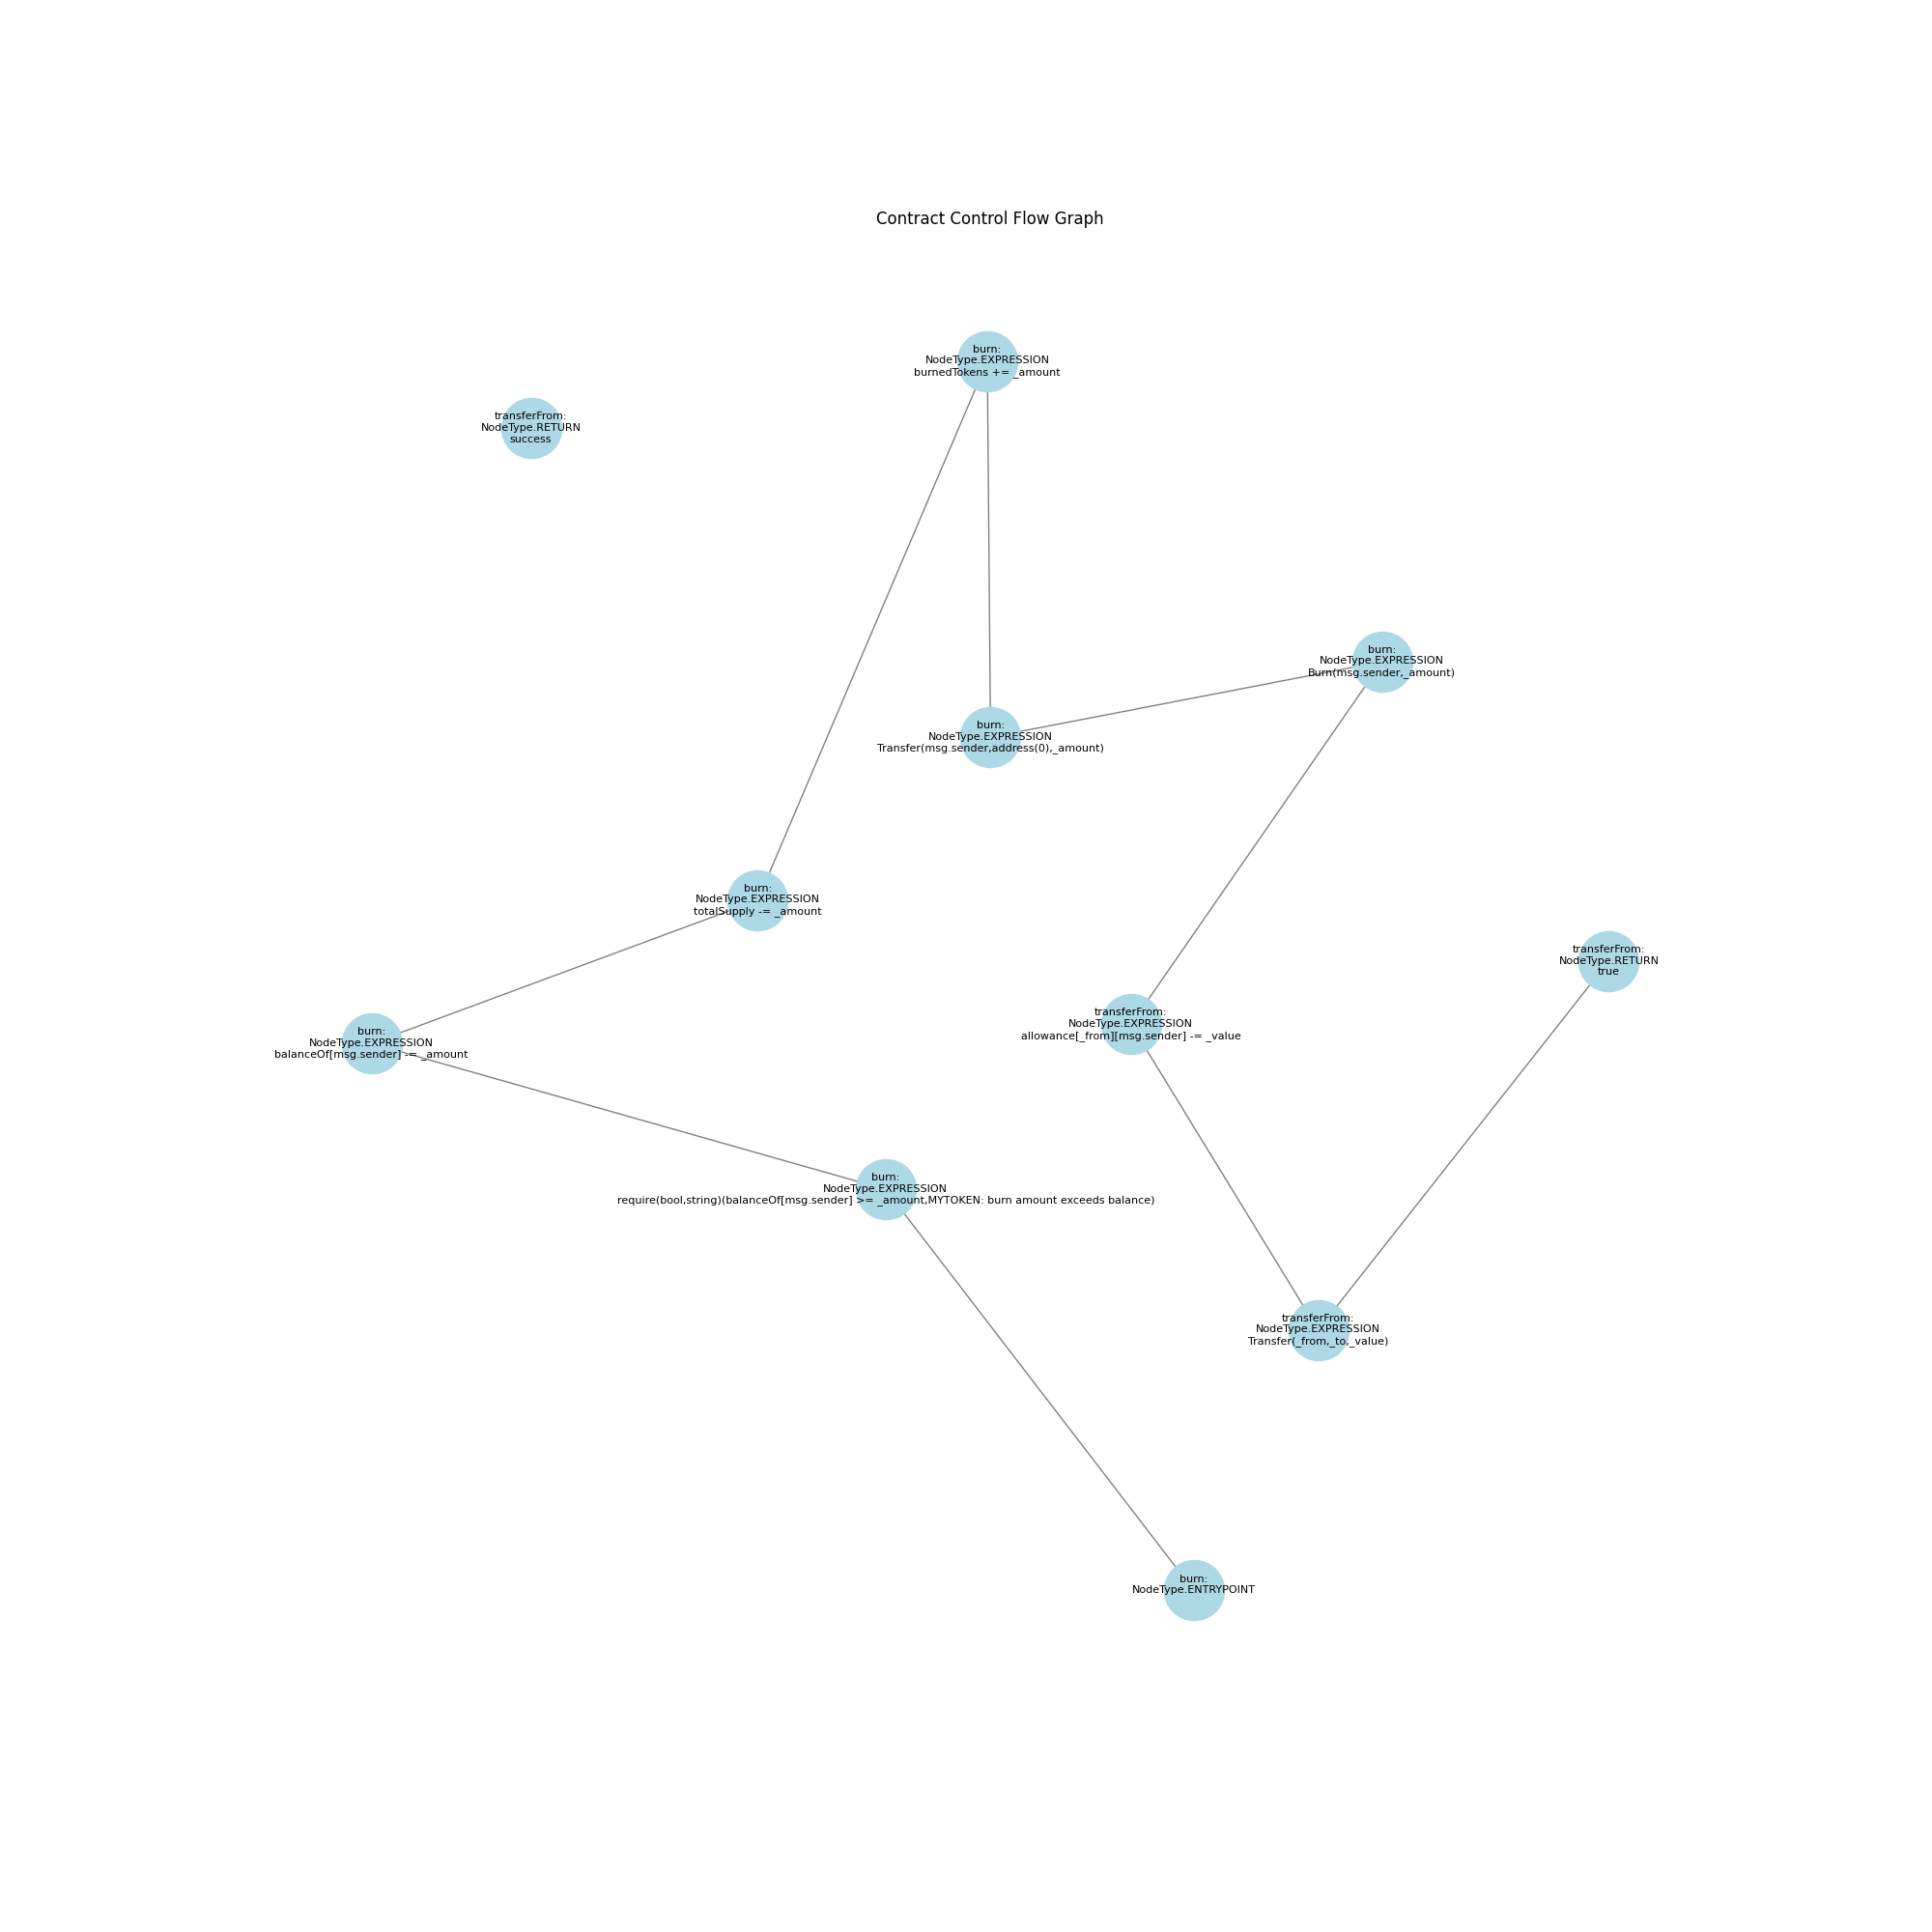 Contract Control Flow Graph
burn:
NodeType.EXPRESSION
burnedTokens += _amount
transferFrom:
NodeType.RETURN
success
burn:
NodeType.EXPRESSION
Burn(msg.sender,_amount)
burn:
NodeType.EXPRESSION
Transfer(msg.sender,address(0),_amount)
burn:
NodeType.EXPRESSION
totalSupply -= _amount
transferFrom:
NodeType.RETURN
true
transferFrom:
NodeType.EXPRESSION
allowance[_from][msg.sender] -= _value
burn:
NodeType.EXPRESSION
balanceOf[msg.sender] -= _amount
burn:
NodeType.EXPRESSION
require(bool,string)(balanceOf[msg.sender] >= _amount,MYTOKEN: burn amount exceeds balance)
transferFrom:
NodeType.EXPRESSION
Transfer(_from,_to,_value)
burn:
NodeType.ENTRYPOINT